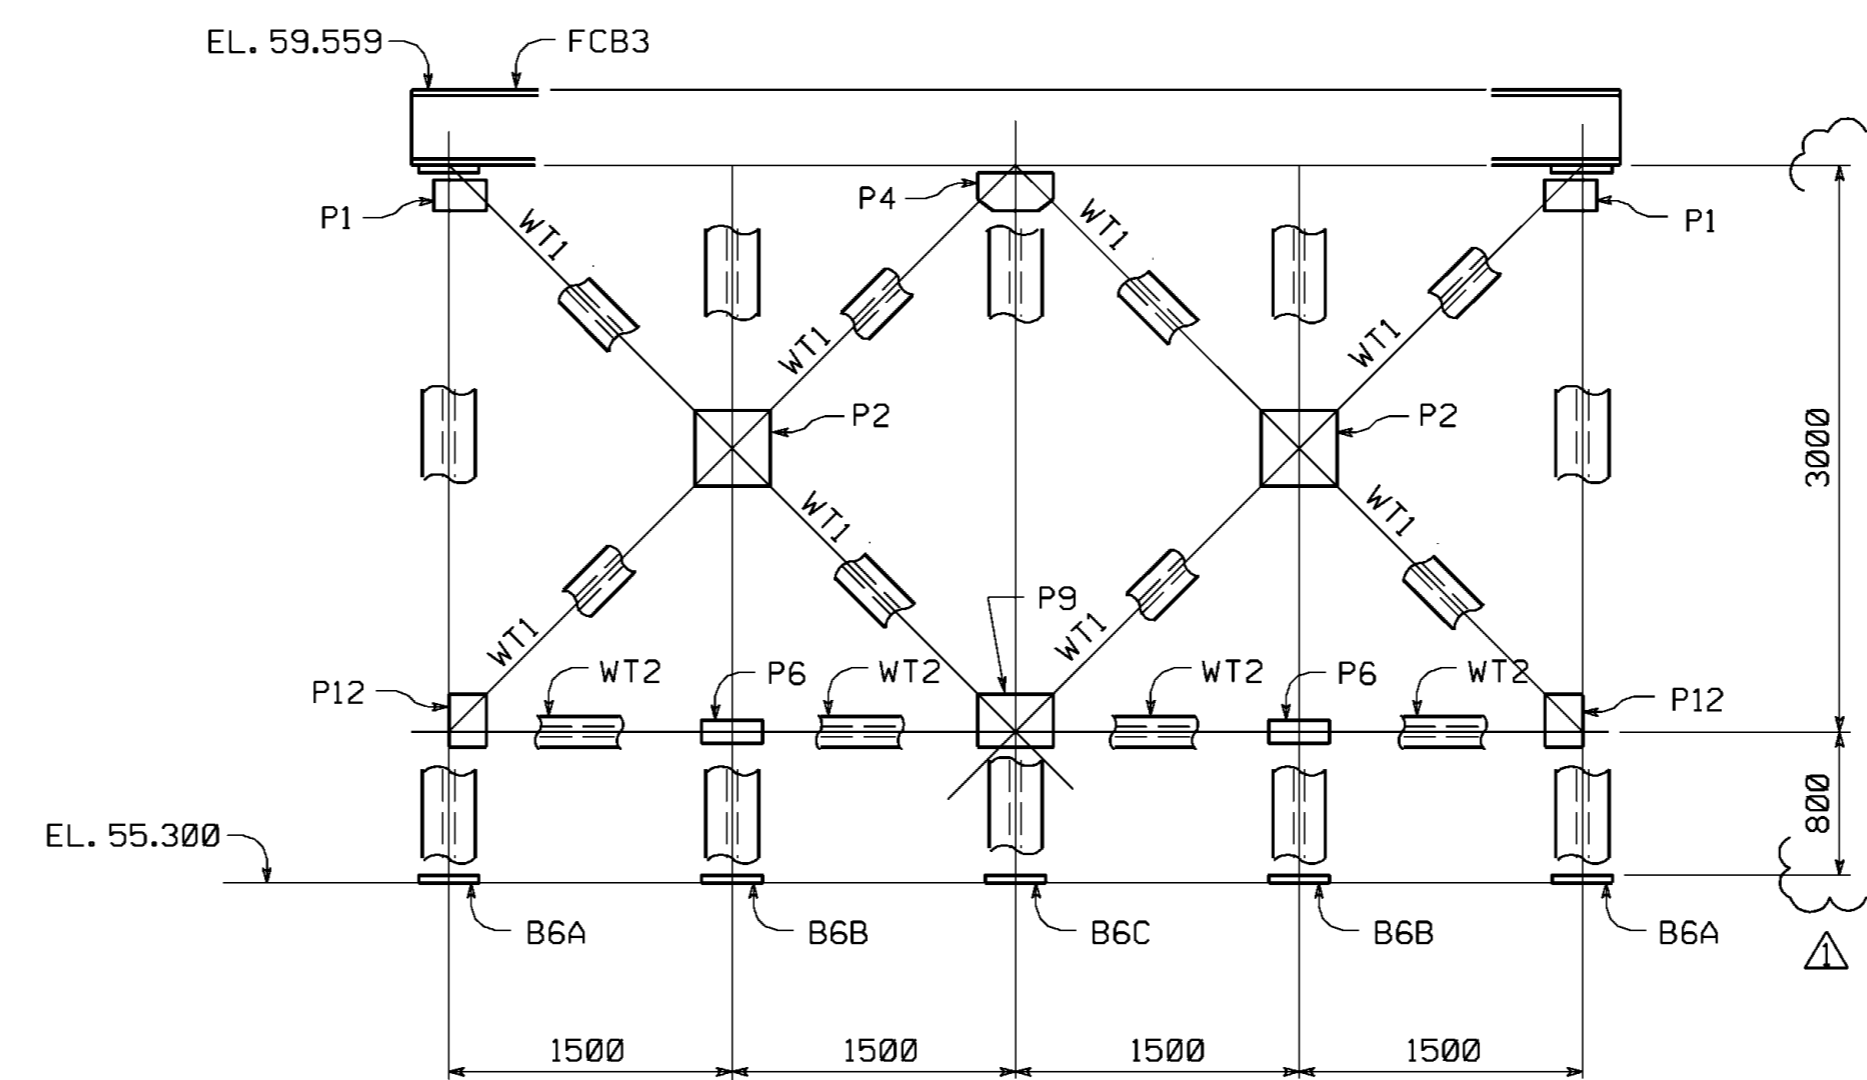 EL. 59.559 FCB3
P1 WT1 P4 WT1 P1
WT1 WT1
P2 P2
3000
WT1 WT1
P9
WT1 WT1
P12 WT2 P6 WT2 WT2 P6 WT2 P12
800
EL. 55.300
B6A B6B B6C B6B B6A
1
1500 1500 1500 1500